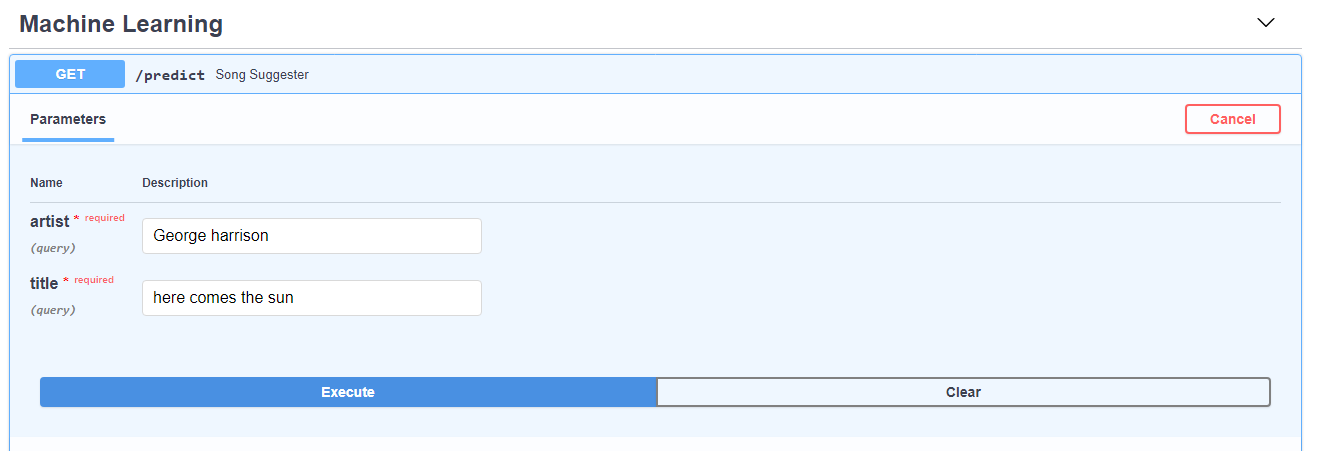 Machine Learning
GET /predict Song Suggester
Parameters Cancel
Name Description
artist * required
(query)
George harrison
title * required
(query)
here comes the sun
Execute Clear